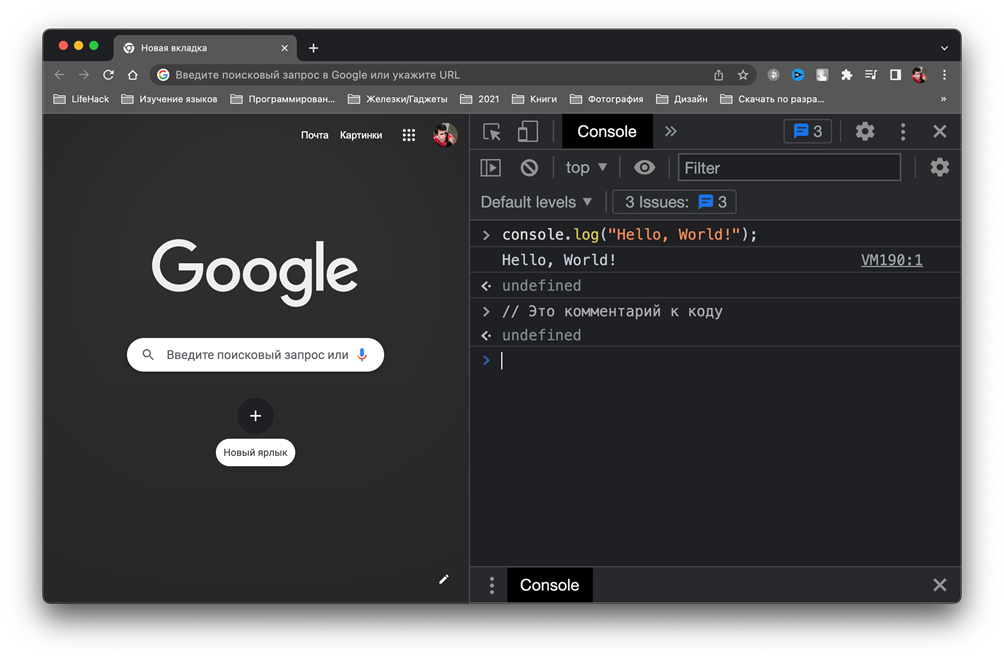 Новая вкладка
Введите поисковый запрос в Google или укажите URL
LifeHack Изучение языков Программирован... Железки/Гаджеты 2021 Книги Фотография Дизайн Скачать по разра... »
Почта Картинки
Google
Введите поисковый запрос или
Новый ярлык
Console » 3
top Filter
Default levels 3 Issues: 3
> console.log("Hello, World!");
Hello, World! VM190:1
undefined
> // Это комментарий к коду
undefined
>
Console